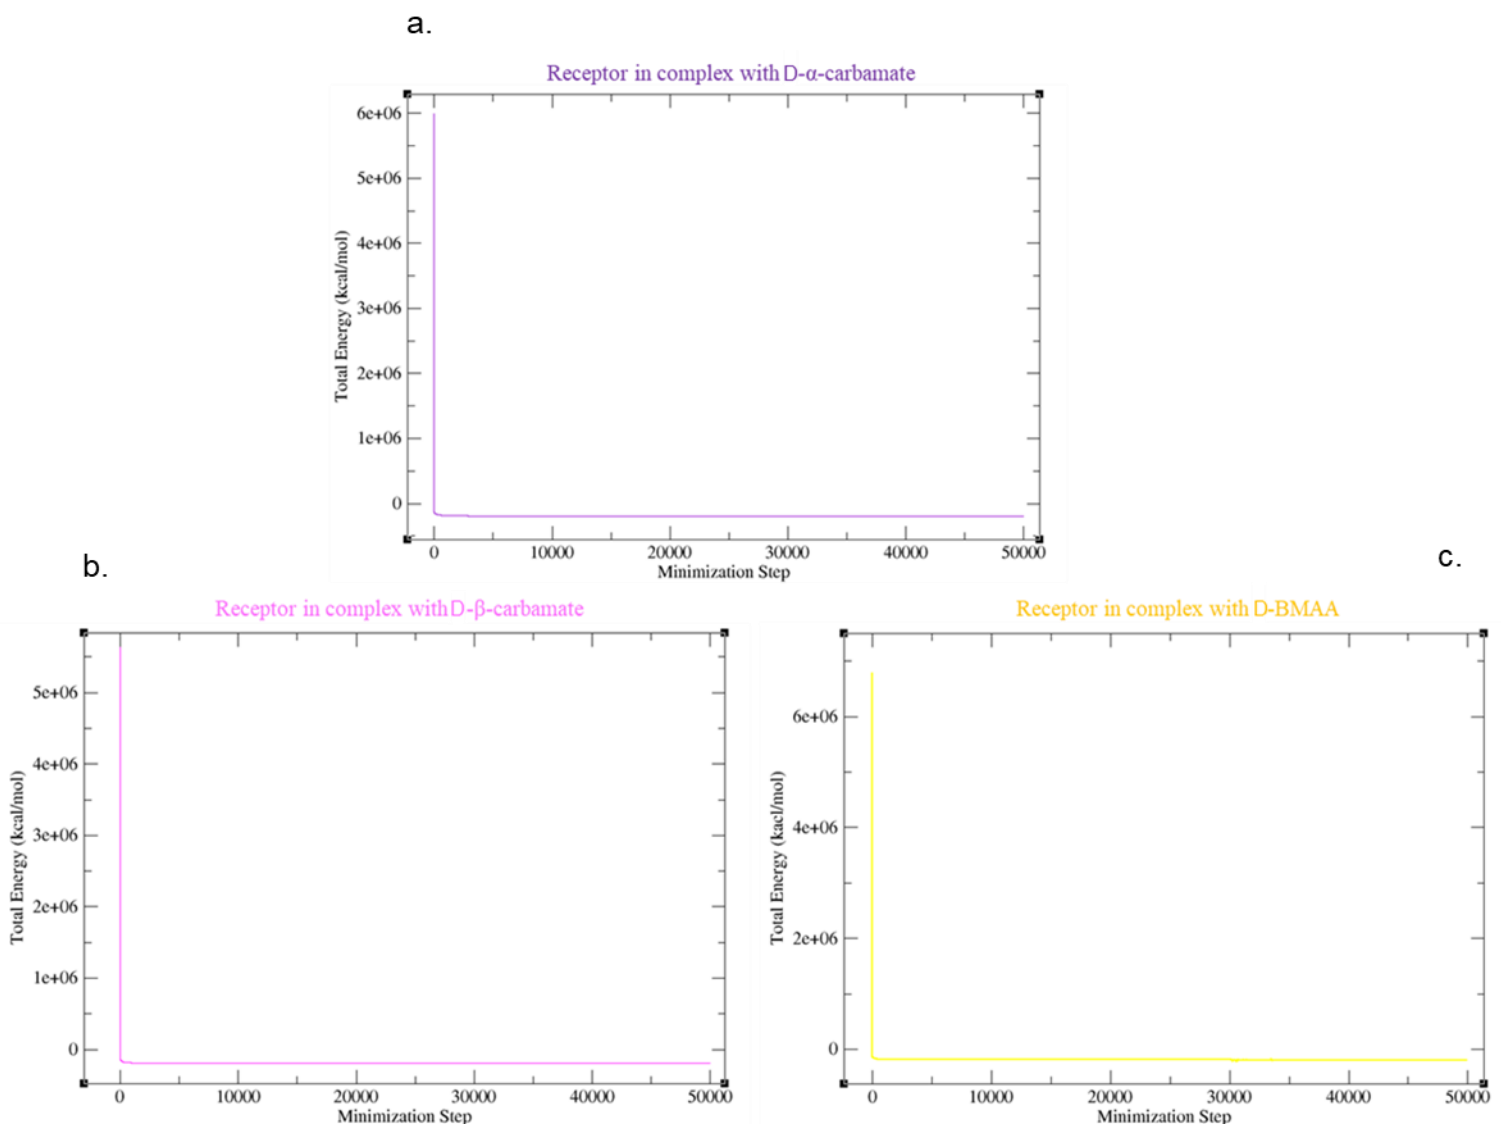 a.
Receptor in complex with D-α-carbamate
Total Energy (kcal/mol)
6e+06
5e+06
4e+06
3e+06
2e+06
1e+06
0
0 10000 20000 30000 40000 50000
Minimization Step
b.
Receptor in complex with D-β-carbamate
Total Energy (kcal/mol)
5e+06
4e+06
3e+06
2e+06
1e+06
0
0 10000 20000 30000 40000 50000
Minimization Step
c.
Receptor in complex with D-BMAA
Total Energy (kacl/mol)
6e+06
4e+06
2e+06
0
0 10000 20000 30000 40000 50000
Minimization Step